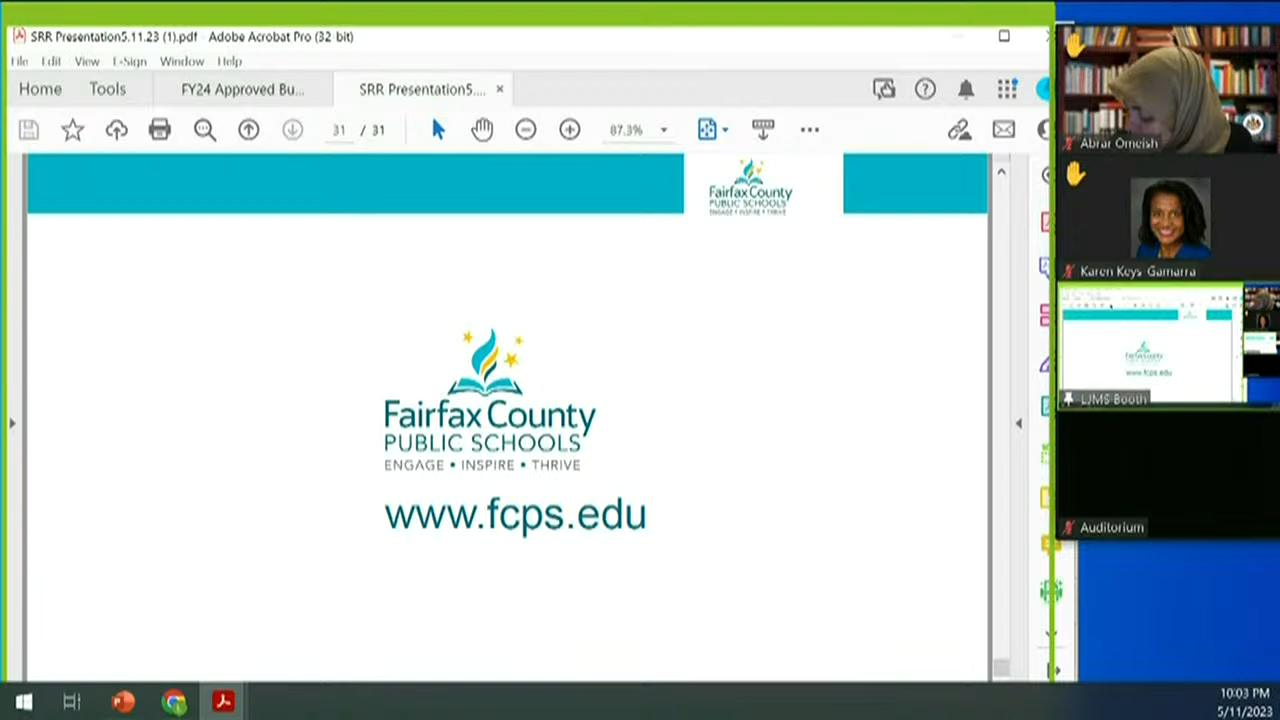 SRR Presentation5.11.23 (1).pdf - Adobe Acrobat Pro (32-bit)
File Edit View E-Sign Window Help
Home Tools FY24 Approved Bu... SRR Presentation5.... ×
31 / 31 87.3%
Fairfax County
PUBLIC SCHOOLS
ENGAGE • INSPIRE • THRIVE
Fairfax County
PUBLIC SCHOOLS
ENGAGE • INSPIRE • THRIVE
www.fcps.edu
Abrar Omeish
Karen Keys-Gamarra
www.fcps.edu
LJMS Booth
Auditorium
10:03 PM
5/11/2023